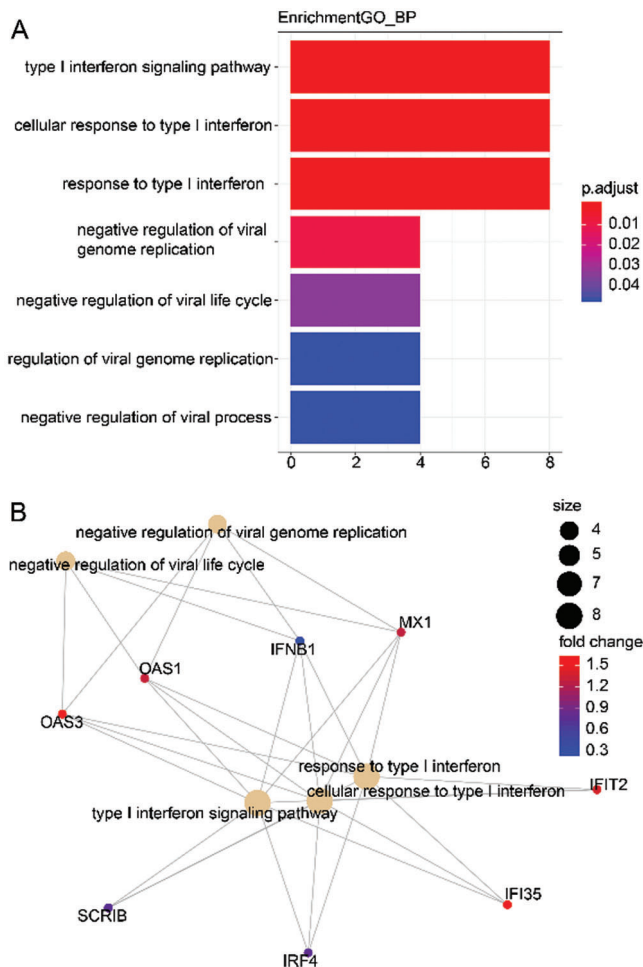 A
EnrichmentGO_BP
type I interferon signaling pathway
cellular response to type I interferon
response to type I interferon
negative regulation of viral
genome replication
negative regulation of viral life cycle
regulation of viral genome replication
negative regulation of viral process
0 2 4 6 8
p.adjust
0.01
0.02
0.03
0.04
B
negative regulation of viral genome replication
negative regulation of viral life cycle
MX1
IFNB1
OAS1
OAS3
response to type I interferon
cellular response to type I interferon
type I interferon signaling pathway
IFIT2
IFI35
SCRIB
IRF4
size
4
5
7
8
fold change
1.5
1.2
0.9
0.6
0.3